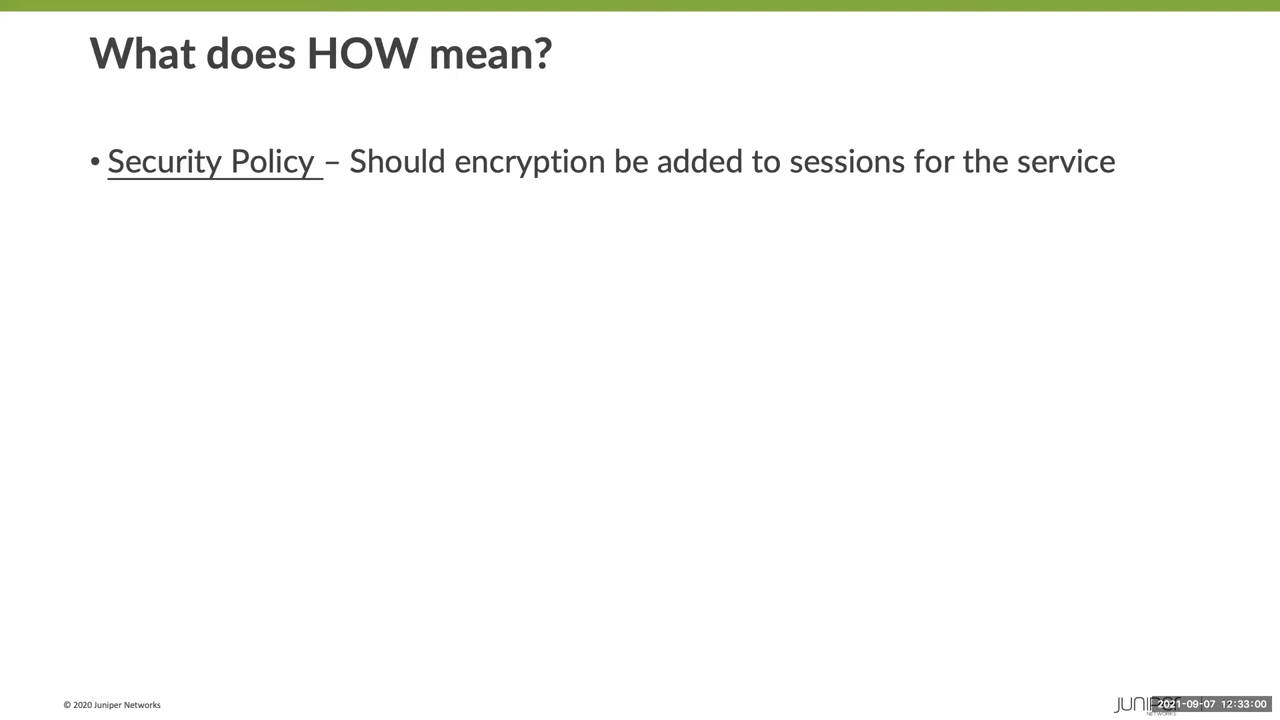 What does HOW mean?
• Security Policy – Should encryption be added to sessions for the service
© 2020 Juniper Networks
2021-09-07 12:33:00
NETWORKS